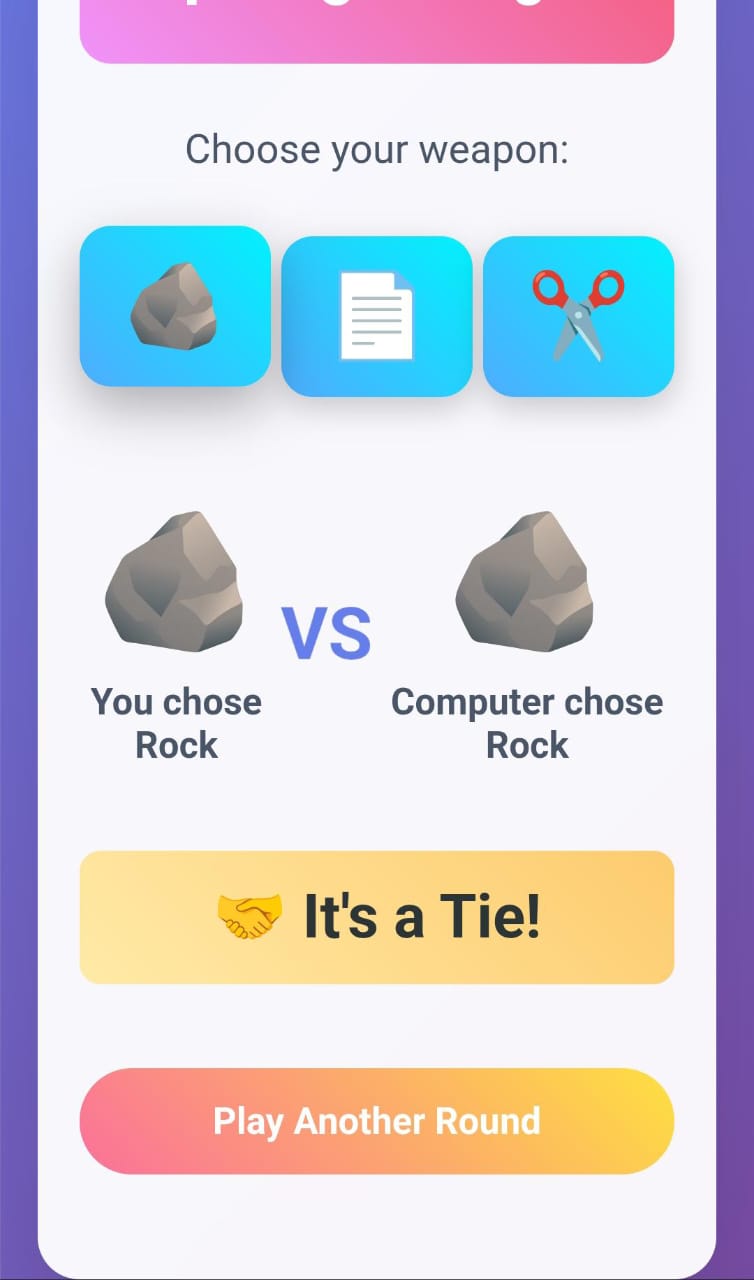 Choose your weapon:
VS
You chose
Rock
Computer chose
Rock
It's a Tie!
Play Another Round